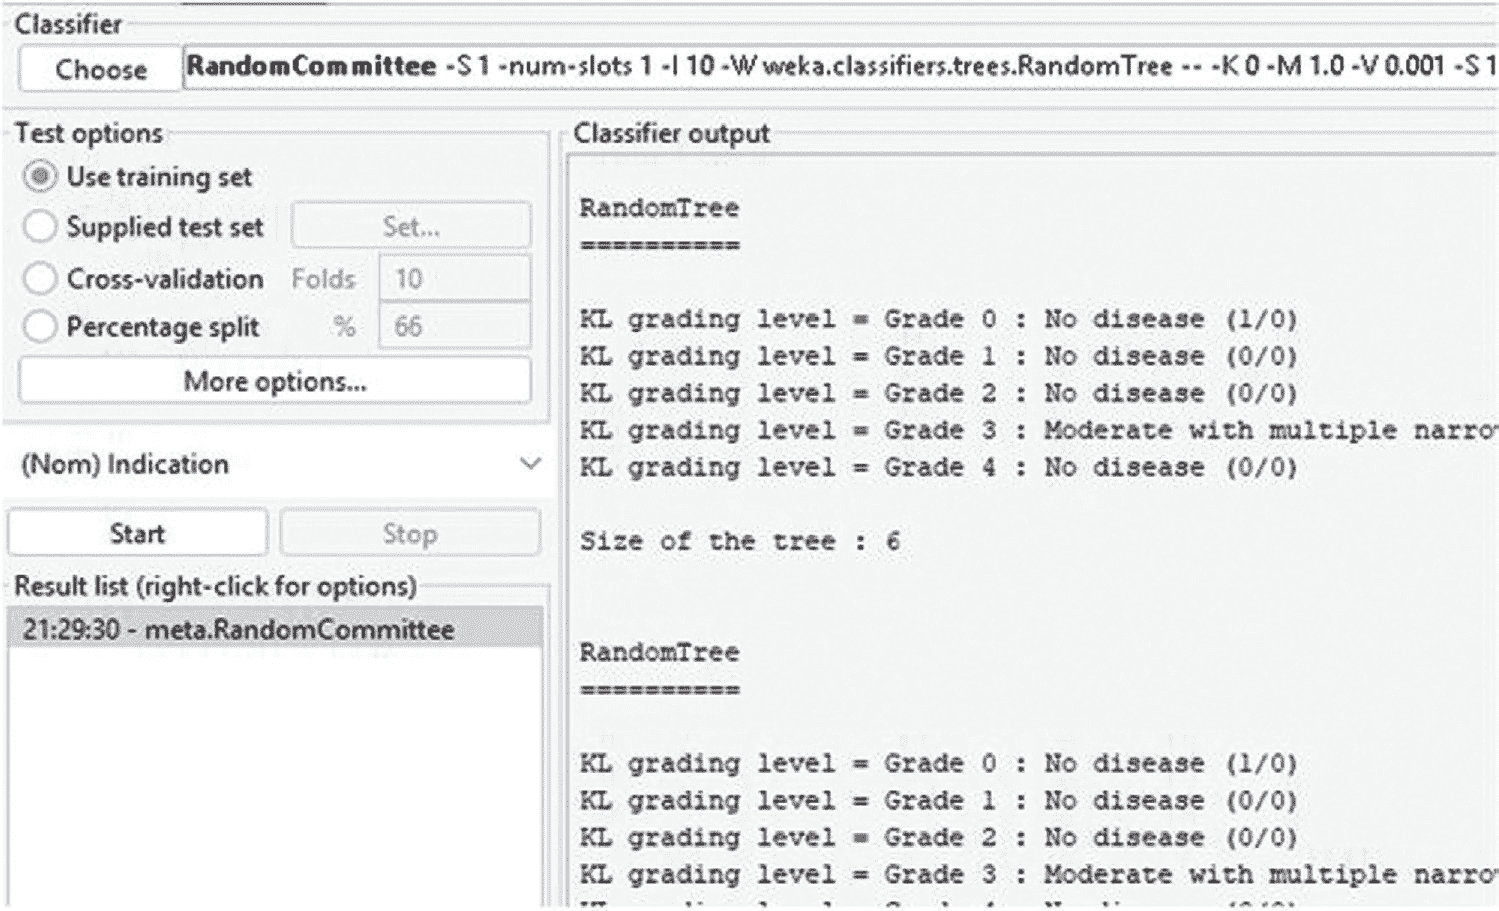 Classifier
Choose RandomCommittee -S 1 -num-slots 1 -I 10 -W weka.classifiers.trees.RandomTree -- -K 0 -M 1.0 -V 0.001 -S 1
Test options
Use training set
Supplied test set Set...
Cross-validation Folds 10
Percentage split % 66
More options...
(Nom) Indication
Start Stop
Result list (right-click for options)
21:29:30 - meta.RandomCommittee
Classifier output
RandomTree
==========
KL grading level = Grade 0 : No disease (1/0)
KL grading level = Grade 1 : No disease (0/0)
KL grading level = Grade 2 : No disease (0/0)
KL grading level = Grade 3 : Moderate with multiple narro
KL grading level = Grade 4 : No disease (0/0)
Size of the tree : 6
RandomTree
==========
KL grading level = Grade 0 : No disease (1/0)
KL grading level = Grade 1 : No disease (0/0)
KL grading level = Grade 2 : No disease (0/0)
KL grading level = Grade 3 : Moderate with multiple narro